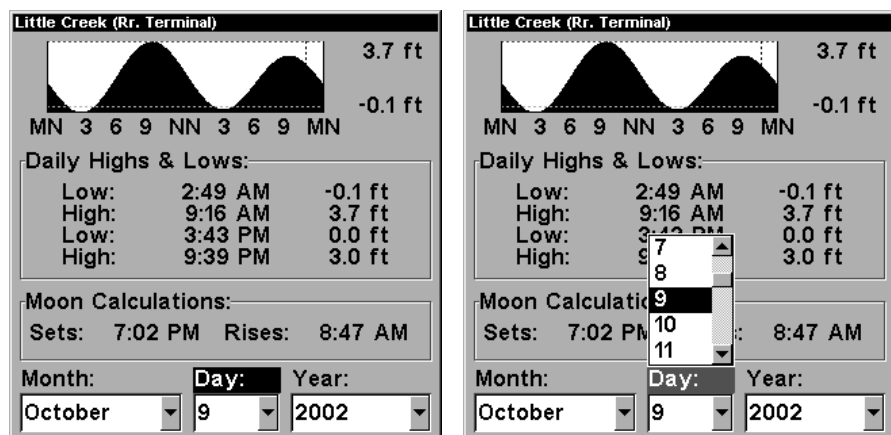 Little Creek (Rr. Terminal)
3.7 ft
-0.1 ft
MN 3 6 9 NN 3 6 9 MN
Daily Highs & Lows:
Low: 2:49 AM -0.1 ft
High: 9:16 AM 3.7 ft
Low: 3:43 PM 0.0 ft
High: 9:39 PM 3.0 ft
Moon Calculations:
Sets: 7:02 PM Rises: 8:47 AM
Month: Day: Year:
October 9 2002
Little Creek (Rr. Terminal)
3.7 ft
-0.1 ft
MN 3 6 9 NN 3 6 9 MN
Daily Highs & Lows:
Low: 2:49 AM -0.1 ft
High: 9:16 AM 3.7 ft
Low: 0.0 ft
High: 3.0 ft
7
8
9
10
11
Moon
Sets: 7:02 8:47 AM
Month: Day: Year:
October 9 2002